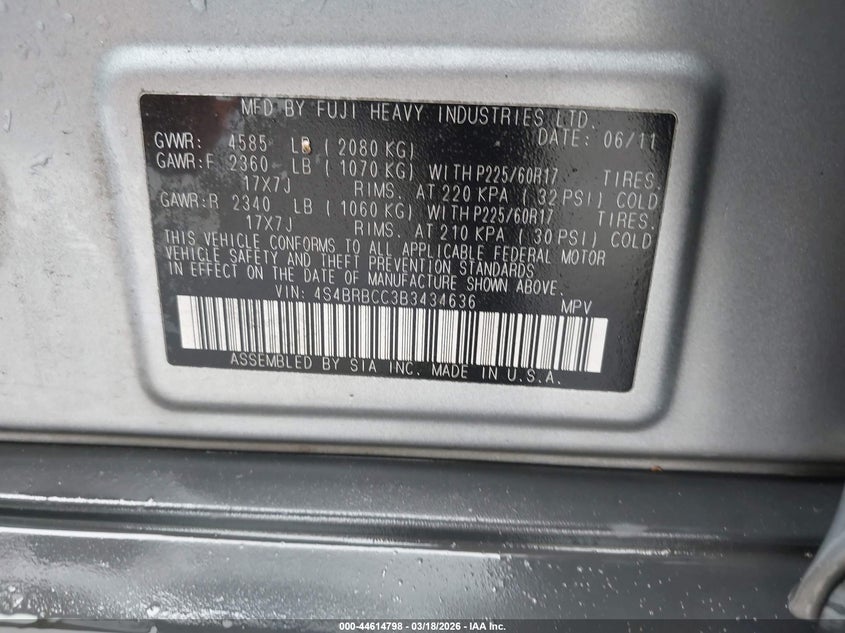 MFD BY FUJI HEAVY INDUSTRIES LTD.
DATE: 06/11
GVWR: 4585 LB (2080 KG)
GAWR:F 2360 LB (1070 KG) WITH P225/60R17 TIRES.
17X7J RIMS. AT 220 KPA (32 PSI) COLD
GAWR:R 2340 LB (1060 KG) WITH P225/60R17 TIRES.
17X7J RIMS. AT 210 KPA (30 PSI) COLD
THIS VEHICLE CONFORMS TO ALL APPLICABLE FEDERAL MOTOR
VEHICLE SAFETY AND THEFT PREVENTION STANDARDS
IN EFFECT ON THE DATE OF MANUFACTURE SHOWN ABOVE.
VIN: 4S4BRBCC3B3434636 MPV
ASSEMBLED BY SIA INC. MADE IN U.S.A.
000-44614798 - 03/18/2026 - IAA Inc.